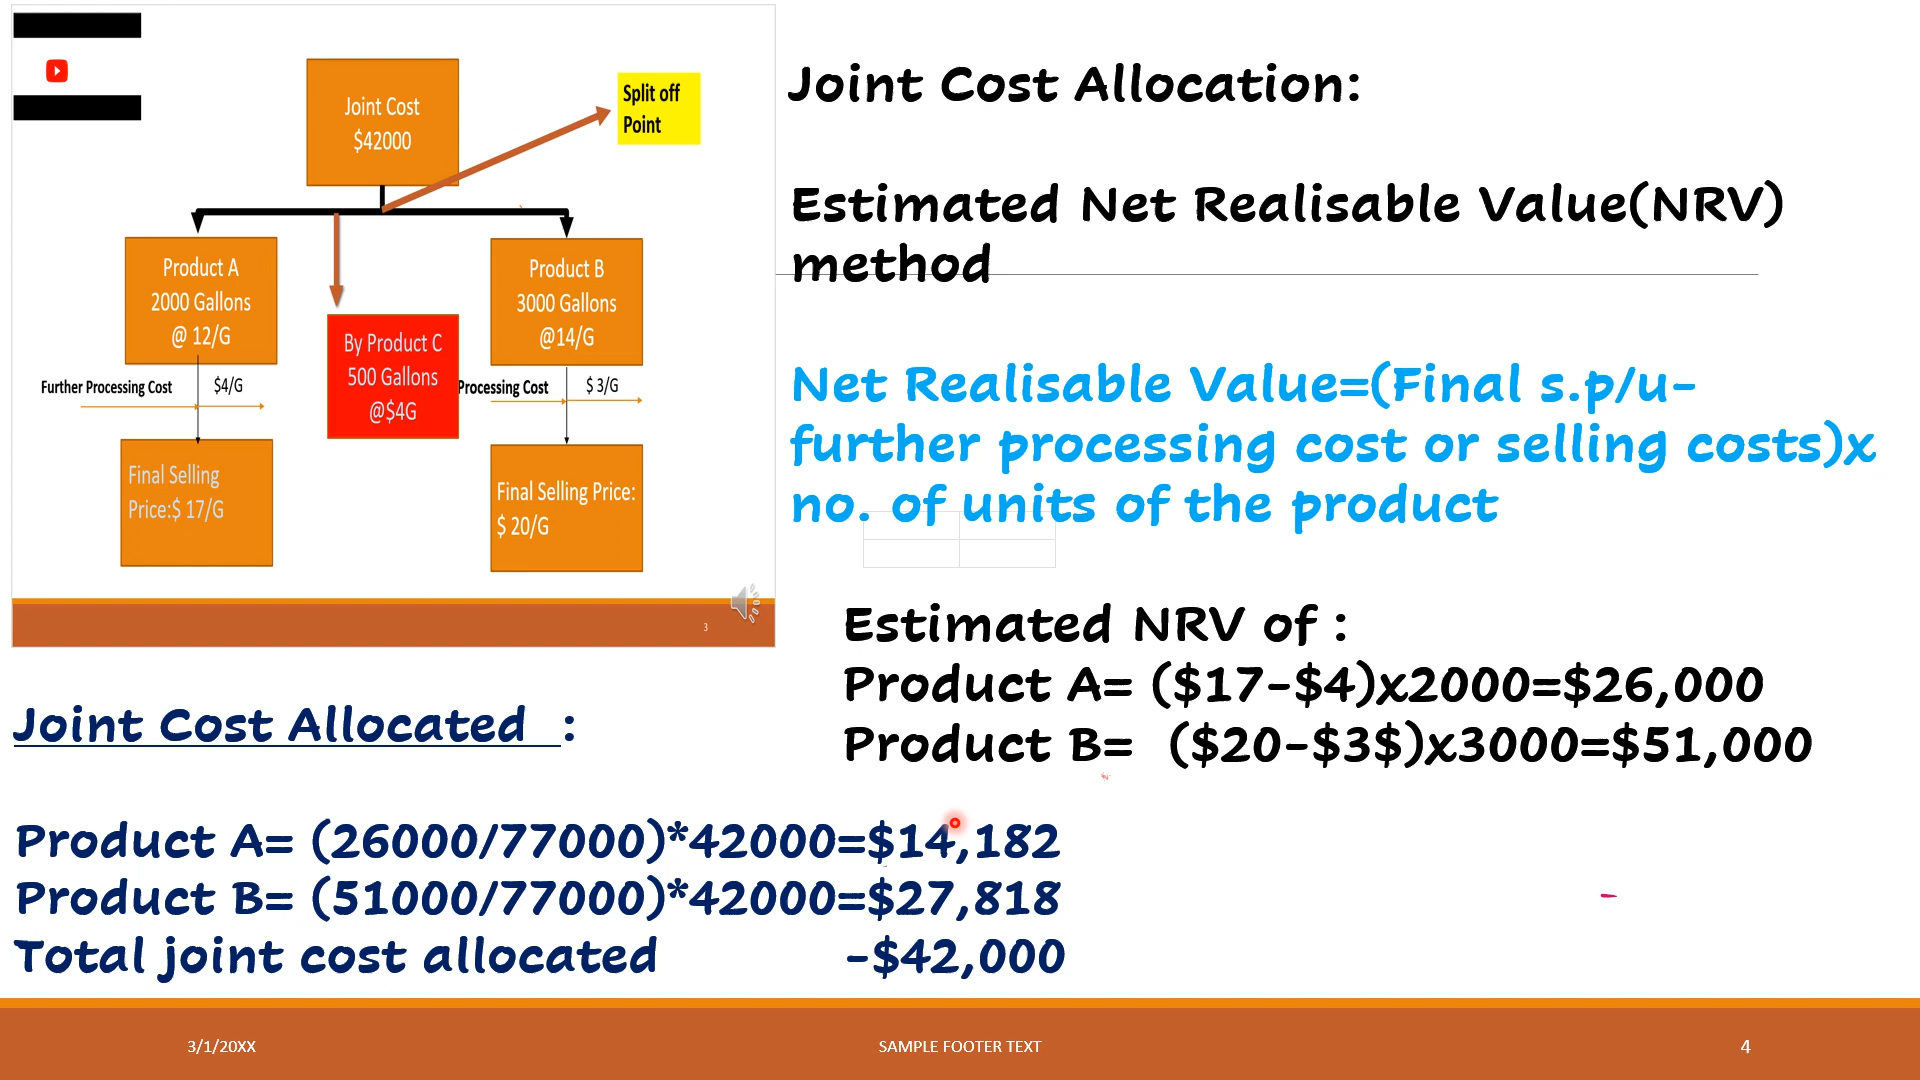 Joint Cost
$42000
Split off
Point
Product A
2000 Gallons
@ 12/G
By Product C
500 Gallons
@$4G
Product B
3000 Gallons
@14/G
Further Processing Cost
$4/G
Processing Cost
$ 3/G
Final Selling
Price:$ 17/G
Final Selling Price:
$ 20/G
3
Joint Cost Allocation:
Estimated Net Realisable Value(NRV)
method
Net Realisable Value=(Final s.p/u-
further processing cost or selling costs)x
no. of units of the product
Estimated NRV of :
Product A= ($17-$4)x2000=$26,000
Product B= ($20-$3$)x3000=$51,000
Joint Cost Allocated :
Product A= (26000/77000)*42000=$14,182
Product B= (51000/77000)*42000=$27,818
Total joint cost allocated -$42,000
3/1/20XX
SAMPLE FOOTER TEXT
4